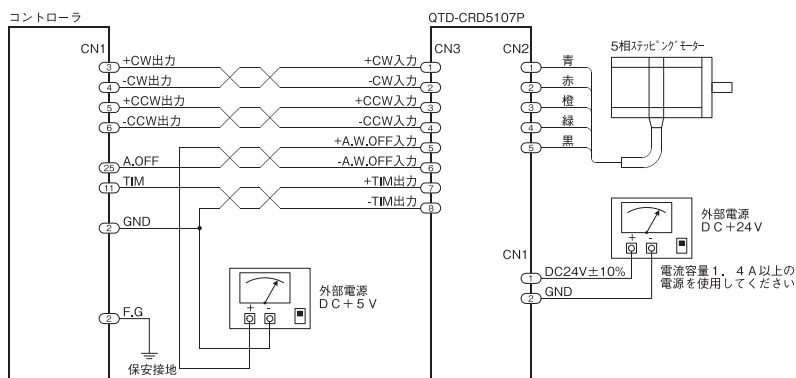 コントローラ
CN1
3 +CW出力
4 -CW出力
5 +CCW出力
6 -CCW出力
25 A.OFF
11 TIM
2 GND
2 F.G
保安接地
+ -
外部電源
DC+5V
QTD-CRD5107P
CN3
+CW入力 1
-CW入力 2
+CCW入力 3
-CCW入力 4
+A.W.OFF入力 5
-A.W.OFF入力 6
+TIM出力 7
-TIM出力 8
CN2
1 青
2 赤
3 橙
4 緑
5 黒
5相ステッピングモーター
+ -
外部電源
DC+24V
CN1
1 DC24V±10%
2 GND
電流容量1.4A以上の
電源を使用してください